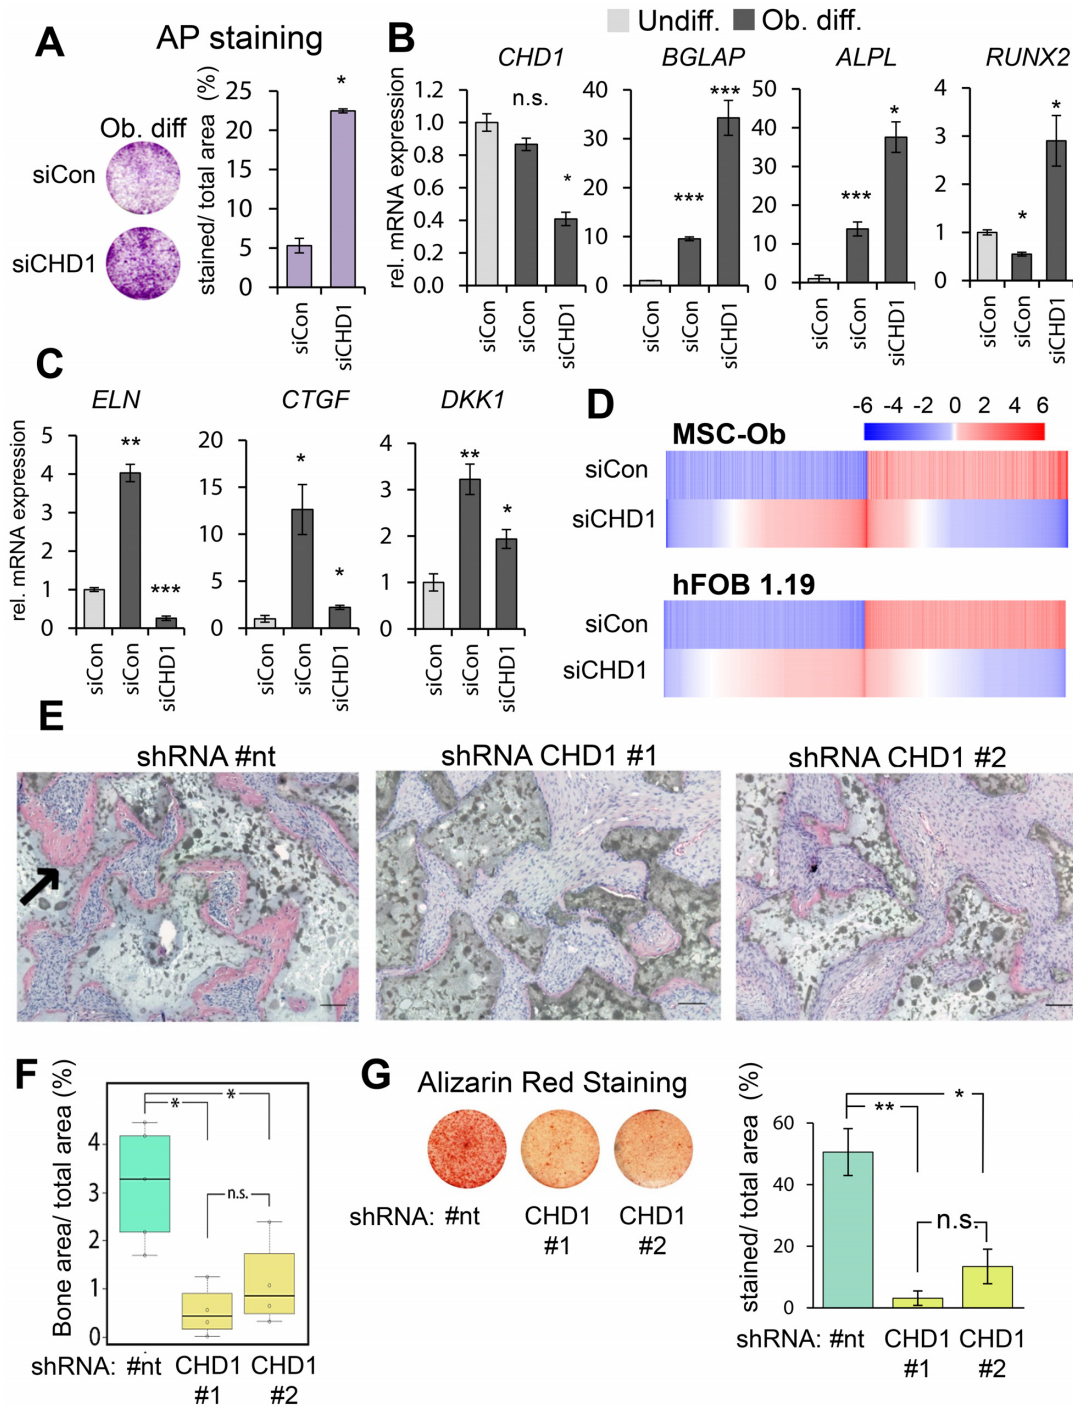 A
AP staining
stained/ total area (%)
25
20
15
10
5
0
*
Ob. diff
siCon
siCHD1
siCon
siCHD1
B
Undiff.
Ob. diff.
CHD1
rel. mRNA expression
1.2
1.0
0.8
0.6
0.4
0.2
0.0
n.s.
*
siCon
siCon
siCHD1
BGLAP
40
30
20
10
0
***
***
siCon
siCon
siCHD1
ALPL
50
40
30
20
10
0
***
*
siCon
siCon
siCHD1
RUNX2
4
3
2
1
0
*
*
siCon
siCon
siCHD1
C
ELN
rel. mRNA expression
5
4
3
2
1
0
**
***
siCon
siCon
siCHD1
CTGF
20
15
10
5
0
*
*
siCon
siCon
siCHD1
DKK1
4
3
2
1
0
**
*
siCon
siCon
siCHD1
D
-6 -4 -2 0 2 4 6
MSC-Ob
siCon
siCHD1
hFOB 1.19
siCon
siCHD1
E
shRNA #nt
shRNA CHD1 #1
shRNA CHD1 #2
F
Bone area/ total area (%)
4
3
2
1
0
*
*
n.s.
shRNA: #nt CHD1 CHD1
#1 #2
G
Alizarin Red Staining
shRNA: #nt CHD1 CHD1
#1 #2
stained/ total area (%)
60
40
20
0
**
*
n.s.
shRNA: #nt CHD1 CHD1
#1 #2